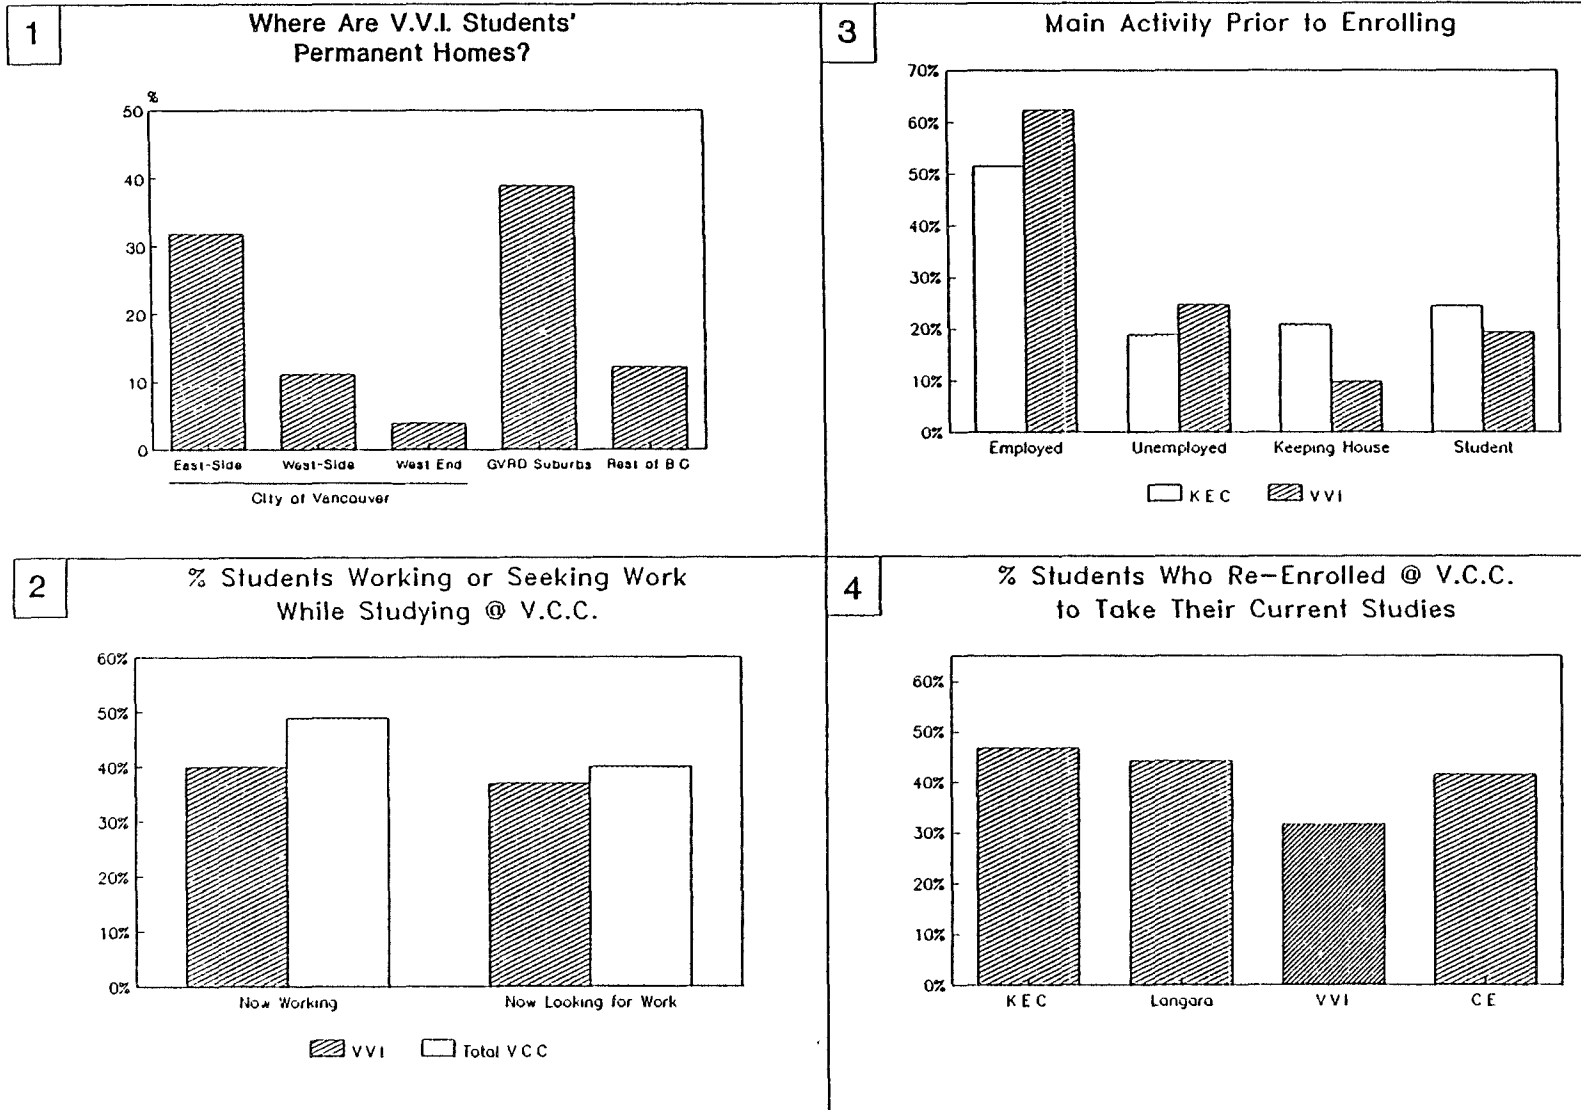 1
Where Are V.V.I. Students'
Permanent Homes?
%
50
40
30
20
10
0
East-Side West-Side West End GVRD Suburbs Rest of B C
City of Vancouver
3
Main Activity Prior to Enrolling
70%
60%
50%
40%
30%
20%
10%
0%
Employed Unemployed Keeping House Student
KEC VVI
2
% Students Working or Seeking Work
While Studying @ V.C.C.
60%
50%
40%
30%
20%
10%
0%
Now Working Now Looking for Work
VVI Total VCC
4
% Students Who Re-Enrolled @ V.C.C.
to Take Their Current Studies
60%
50%
40%
30%
20%
10%
0%
KEC Langara VVI CE